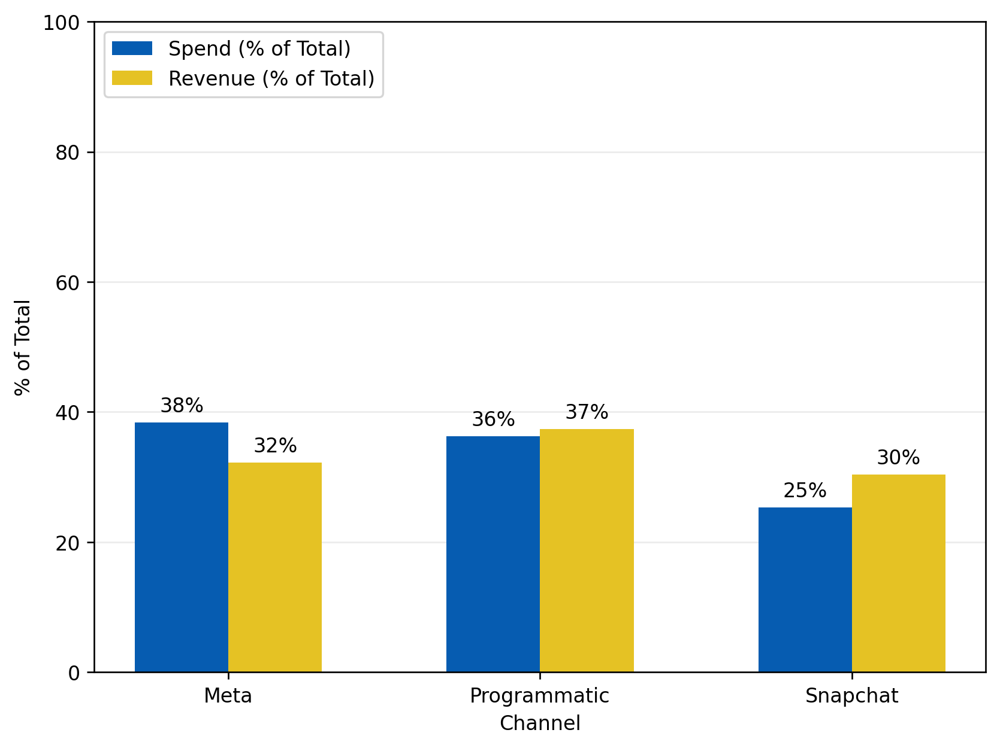 100
80
60
40
20
0
% of Total
Spend (% of Total)
Revenue (% of Total)
38%
32%
36%
37%
25%
30%
Meta
Programmatic
Snapchat
Channel